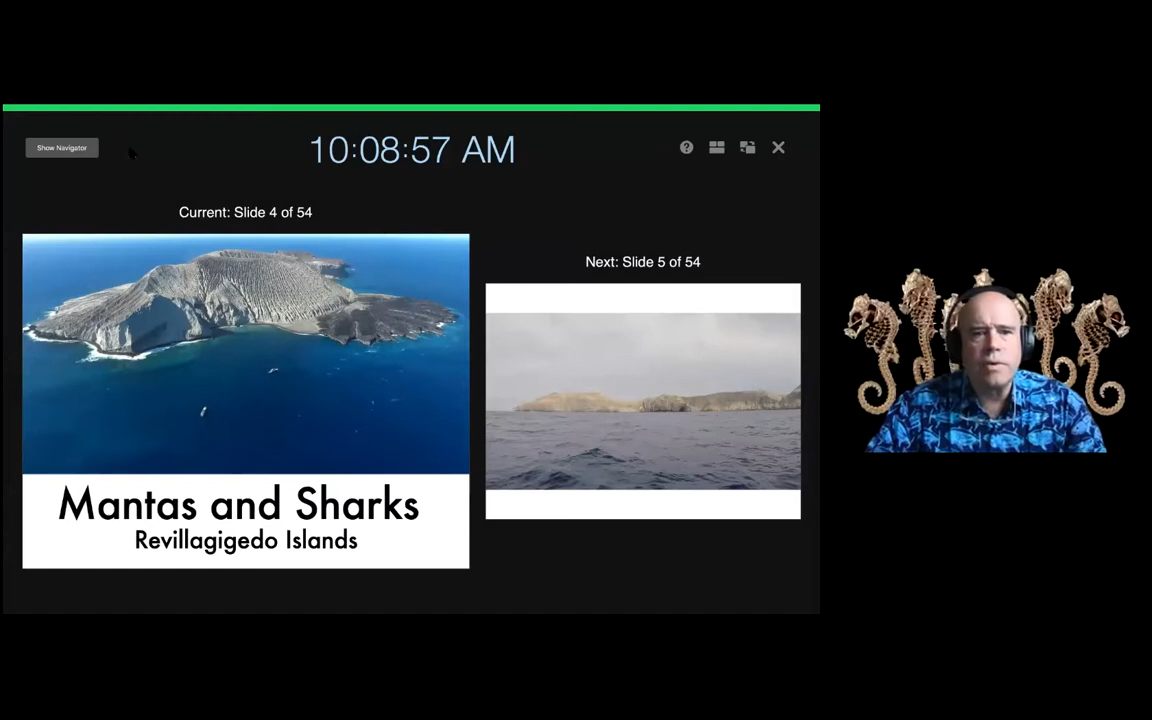 Show Navigator
10:08:57 AM
Current: Slide 4 of 54
Next: Slide 5 of 54
Mantas and Sharks
Revillagigedo Islands